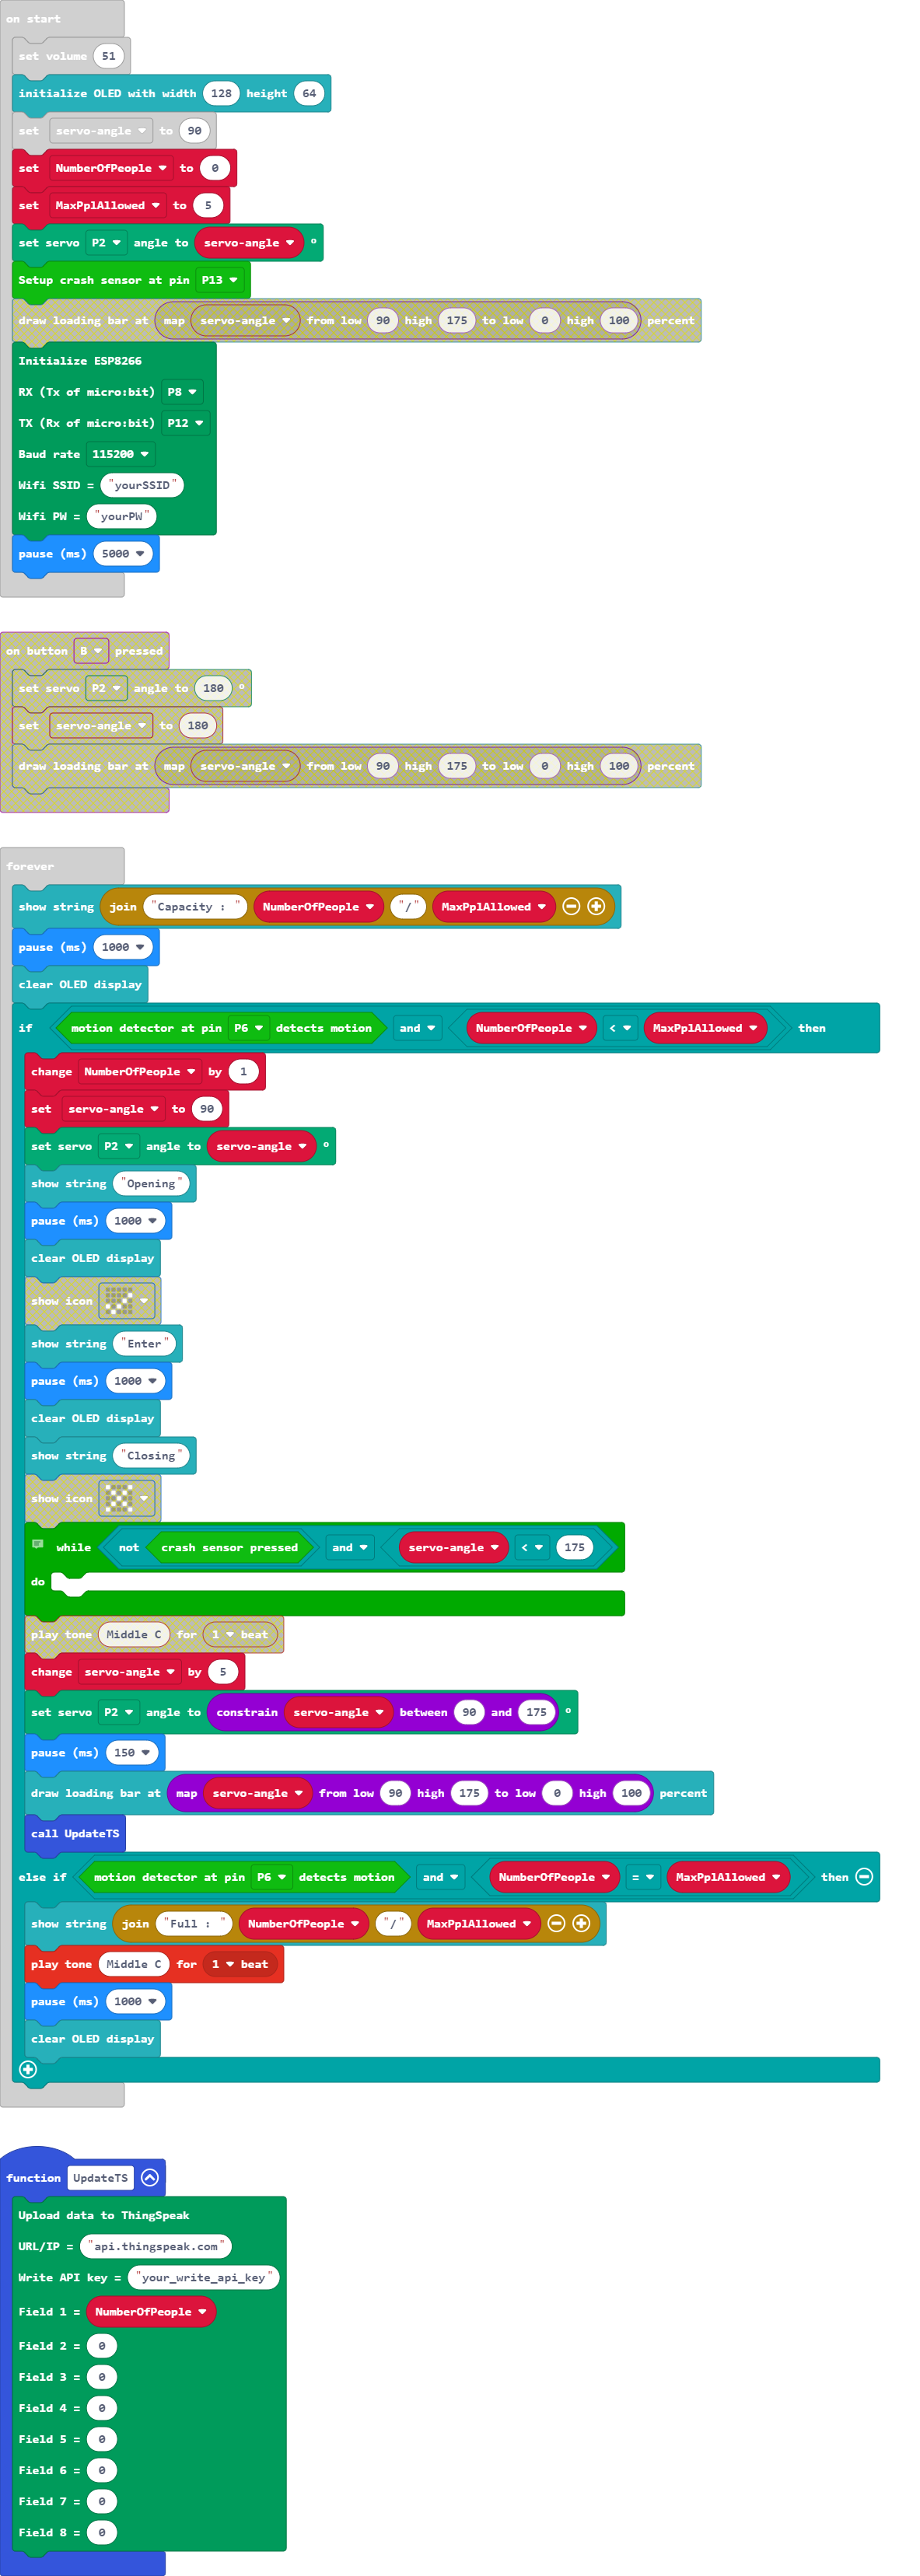 on start
set volume 51
initialize OLED with width 128 height 64
set servo-angle to 90
set NumberOfPeople to 0
set MaxPplAllowed to 5
set servo P2 angle to servo-angle °
Setup crash sensor at pin P13
draw loading bar at map servo-angle from low 90 high 175 to low 0 high 100 percent
Initialize ESP8266
RX (Tx of micro:bit) P8
TX (Rx of micro:bit) P12
Baud rate 115200
Wifi SSID = "yourSSID"
Wifi PW = "yourPW"
pause (ms) 5000
on button B pressed
set servo P2 angle to 180 °
set servo-angle to 180
draw loading bar at map servo-angle from low 90 high 175 to low 0 high 100 percent
forever
show string join "Capacity : " NumberOfPeople "/" MaxPplAllowed
pause (ms) 1000
clear OLED display
if motion detector at pin P6 detects motion and NumberOfPeople < MaxPplAllowed then
change NumberOfPeople by 1
set servo-angle to 90
set servo P2 angle to servo-angle °
show string "Opening"
pause (ms) 1000
clear OLED display
show icon
show string "Enter"
pause (ms) 1000
clear OLED display
show string "Closing"
show icon
while not crash sensor pressed and servo-angle < 175
do
play tone Middle C for 1 beat
change servo-angle by 5
set servo P2 angle to constrain servo-angle between 90 and 175 °
pause (ms) 150
draw loading bar at map servo-angle from low 90 high 175 to low 0 high 100 percent
call UpdateTS
else if motion detector at pin P6 detects motion and NumberOfPeople = MaxPplAllowed then
show string join "Full : " NumberOfPeople "/" MaxPplAllowed
play tone Middle C for 1 beat
pause (ms) 1000
clear OLED display
function UpdateTS
Upload data to ThingSpeak
URL/IP = "api.thingspeak.com"
Write API key = "your_write_api_key"
Field 1 = NumberOfPeople
Field 2 = 0
Field 3 = 0
Field 4 = 0
Field 5 = 0
Field 6 = 0
Field 7 = 0
Field 8 = 0